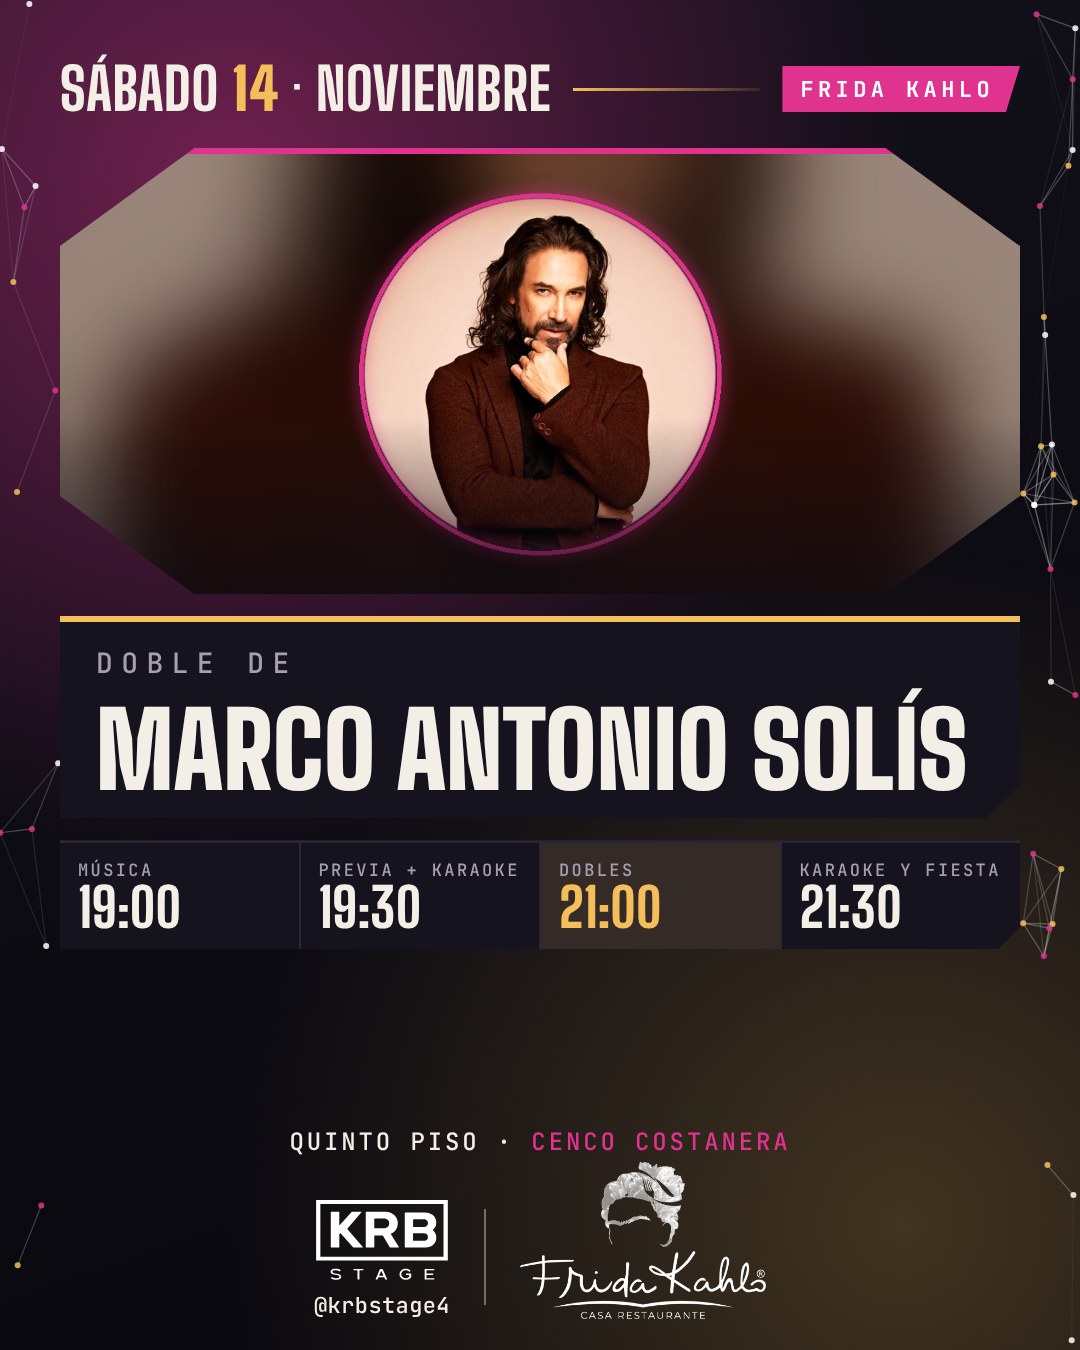 SÁBADO 14 · NOVIEMBRE
FRIDA KAHLO
DOBLE DE
MARCO ANTONIO SOLÍS
MÚSICA
19:00
PREVIA + KARAOKE
19:30
DOBLES
21:00
KARAOKE Y FIESTA
21:30
QUINTO PISO · CENCO COSTANERA
KRB
STAGE
@krbstage4
Frida Kahlo®
CASA RESTAURANTE